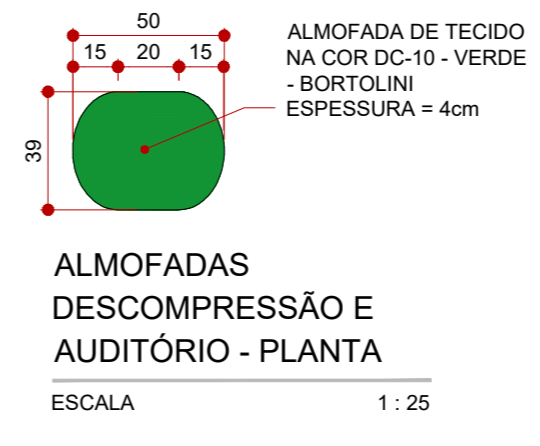 50
15 20 15
39
ALMOFADA DE TECIDO
NA COR DC-10 - VERDE
- BORTOLINI
ESPESSURA = 4cm
ALMOFADAS
DESCOMPRESSÃO E
AUDITÓRIO - PLANTA
ESCALA 1 : 25